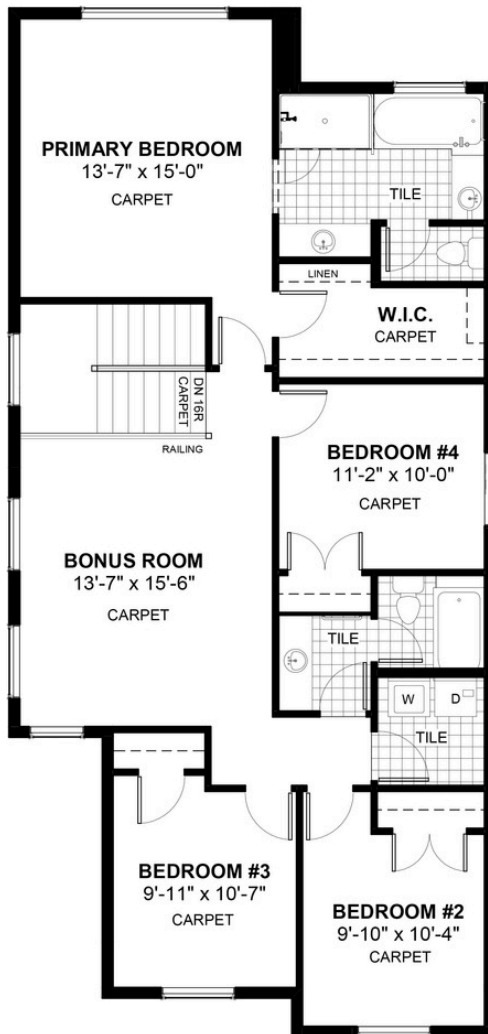 PRIMARY BEDROOM
13'-7" x 15'-0"
CARPET
TILE
LINEN
W.I.C.
CARPET
DN 16R
CARPET
RAILING
BEDROOM #4
11'-2" x 10'-0"
CARPET
BONUS ROOM
13'-7" x 15'-6"
CARPET
TILE
W
D
TILE
BEDROOM #3
9'-11" x 10'-7"
CARPET
BEDROOM #2
9'-10" x 10'-4"
CARPET